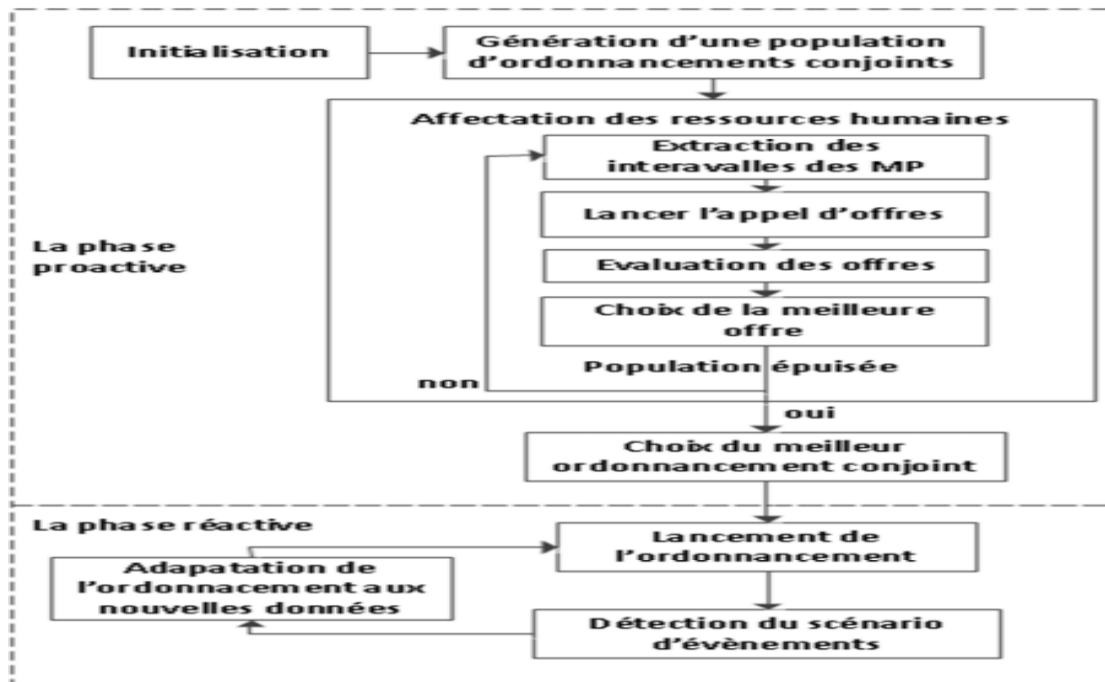 Initialisation
Génération d'une population
d'ordonnancements conjoints
Affectation des ressources humaines
Extraction des
interavalles des MP
Lancer l'appel d'offres
La phase
proactive
Evaluation des offres
Choix de la meilleure
offre
Population épuisée
non
oui
Choix du meilleur
ordonnancement conjoint
La phase réactive
Lancement de
l'ordonnancement
Adapatation de
l'ordonnacement aux
nouvelles données
Détection du scénario
d'évènements